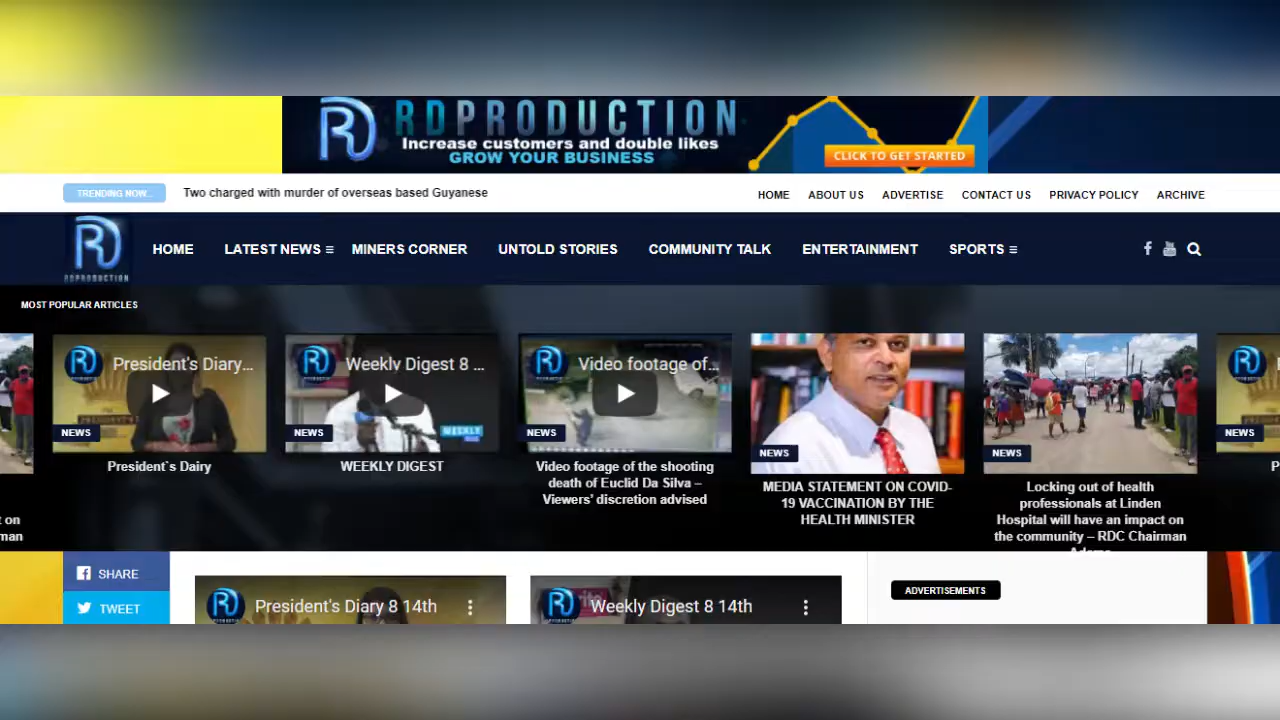 RDPRODUCTION
Increase customers and double likes
GROW YOUR BUSINESS
CLICK TO GET STARTED
TRENDING NOW...
Two charged with murder of overseas based Guyanese
HOME ABOUT US ADVERTISE CONTACT US PRIVACY POLICY ARCHIVE
RDPRODUCTION
HOME LATEST NEWS MINERS CORNER UNTOLD STORIES COMMUNITY TALK ENTERTAINMENT SPORTS
MOST POPULAR ARTICLES
President's Diary...
NEWS
President`s Dairy
Weekly Digest 8 ...
WEEKLY
NEWS
WEEKLY DIGEST
Video footage of...
NEWS
Video footage of the shooting
death of Euclid Da Silva –
Viewers' discretion advised
NEWS
MEDIA STATEMENT ON COVID-
19 VACCINATION BY THE
HEALTH MINISTER
NEWS
Locking out of health
professionals at Linden
Hospital will have an impact on
the community – RDC Chairman
Adams
NEWS
SHARE
TWEET
President's Diary 8 14th
Weekly Digest 8 14th
ADVERTISEMENTS